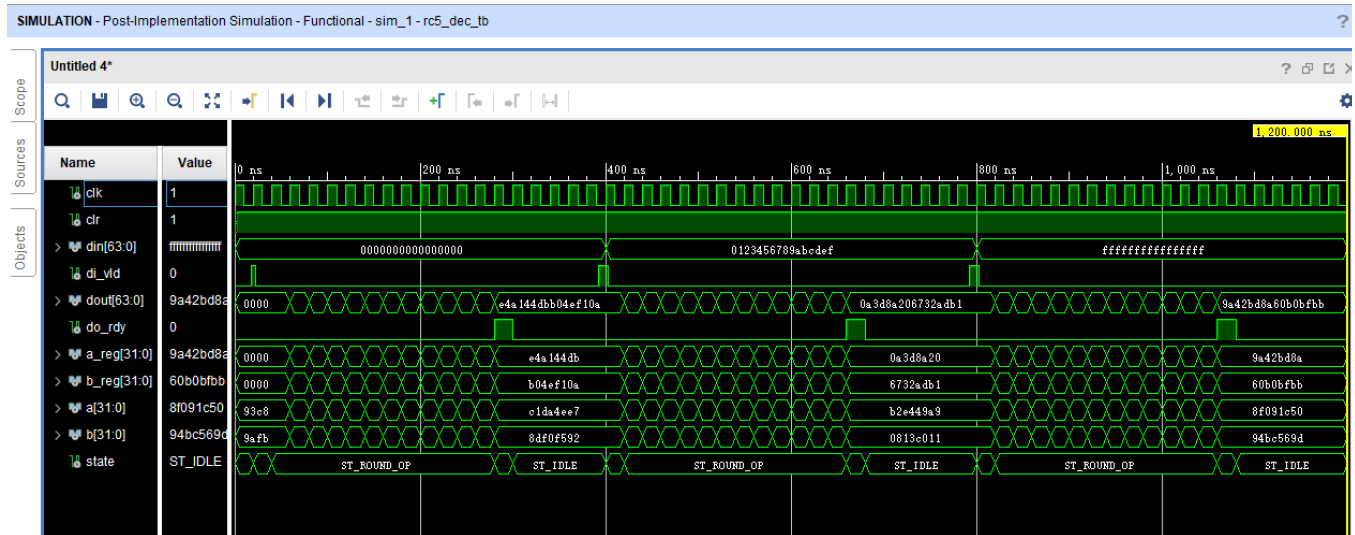 SIMULATION - Post-Implementation Simulation - Functional - sim_1 - rc5_dec_tb ?
Untitled 4* ?
Scope
Sources
Objects
1,200.000 ns
Name Value 0 ns 200 ns 400 ns 600 ns 800 ns 1,000 ns
clk 1
clr 1
din[63:0] ffffffffffffffff 0000000000000000 0123456789abcdef ffffffffffffffff
di_vld 0
dout[63:0] 9a42bd8a 0000 e4a144dbb04ef10a 0a3d8a206732adb1 9a42bd8a60b0bfbb
do_rdy 0
a_reg[31:0] 9a42bd8a 0000 e4a144db 0a3d8a20 9a42bd8a
b_reg[31:0] 60b0bfbb 0000 b04ef10a 6732adb1 60b0bfbb
a[31:0] 8f091c50 93c8 c1da4ee7 b2e449a9 8f091c50
b[31:0] 94bc569d 9afb 8df0f592 0813c011 94bc569d
state ST_IDLE ST_ROUND_OP ST_IDLE ST_ROUND_OP ST_IDLE ST_ROUND_OP ST_IDLE